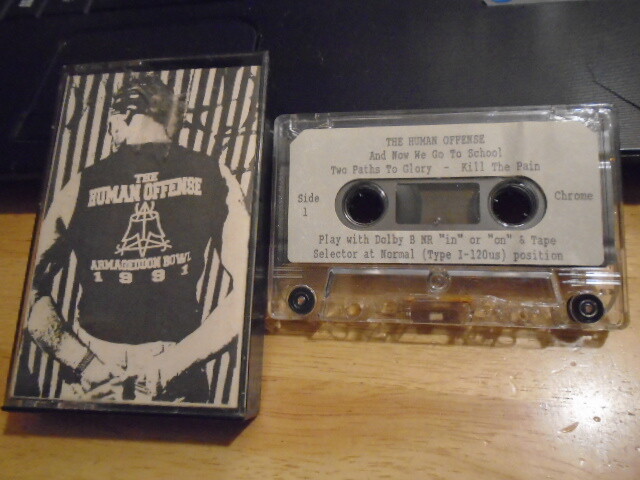 THE
HUMAN OFFENSE
ARMAGEDDON BOWL
1991
THE HUMAN OFFENSE
And Now We Go To School
Two Paths To Glory - Kill The Pain
Side
1
Chrome
Play with Dolby B NR "in" or "on" & Tape
Selector at Normal (Type I-120us) position